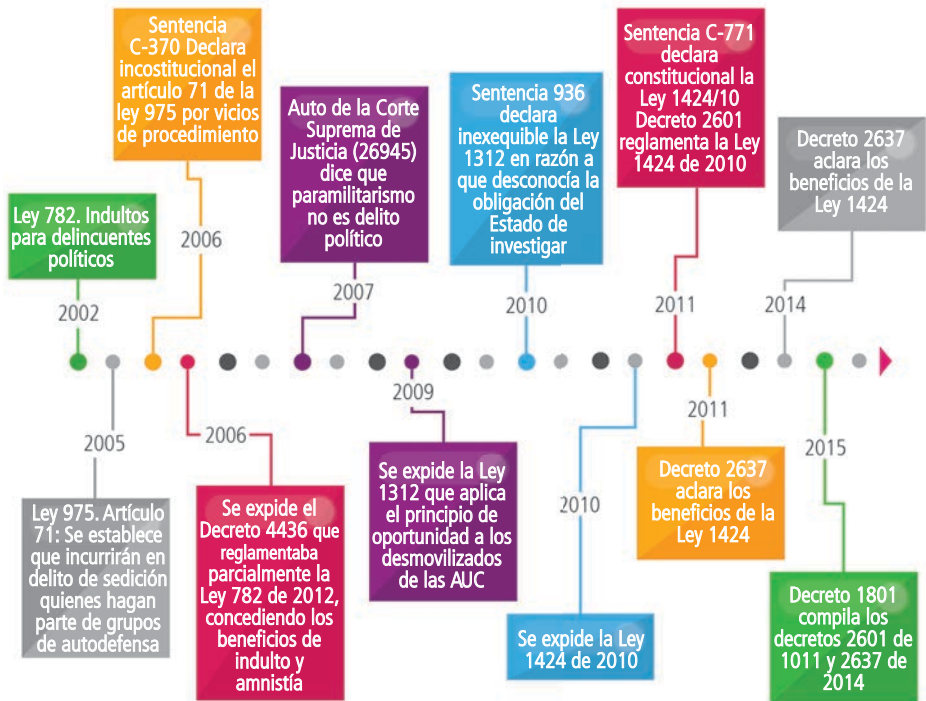 Sentencia
C-370 Declara
incostitucional el
artículo 71 de la
ley 975 por vicios
de procedimiento
Sentencia C-771
declara
constitucional la
Ley 1424/10
Decreto 2601
reglamenta la Ley
1424 de 2010
Auto de la Corte
Suprema de
Justicia (26945)
dice que
paramilitarismo
no es delito
político
Sentencia 936
declara
inexequible la Ley
1312 en razón a
que desconocía la
obligación del
Estado de
investigar
Decreto 2637
aclara los
beneficios de la
Ley 1424
Ley 782. Indultos
para delincuentes
políticos
2006
2007
2002
2010
2011
2014
2009
2011
2005
2006
2015
2010
Ley 975. Artículo
71: Se establece
que incurrirán en
delito de sedición
quienes hagan
parte de grupos
de autodefensa
Se expide el
Decreto 4436 que
reglamentaba
parcialmente la
Ley 782 de 2012,
concediendo los
beneficios de
indulto y
amnistía
Se expide la Ley
1312 que aplica
el principio de
oportunidad a los
desmovilizados
de las AUC
Se expide la Ley
1424 de 2010
Decreto 2637
aclara los
beneficios de la
Ley 1424
Decreto 1801
compila los
decretos 2601 de
1011 y 2637 de
2014